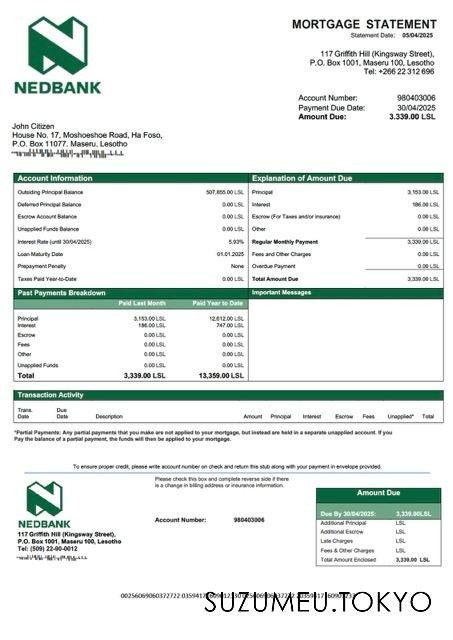 NEDBANK
MORTGAGE STATEMENT
Statement Date: 05/04/2025
117 Griffith Hill (Kingsway Street),
P.O. Box 1001, Maseru 100, Lesotho
Tel: +266 22 312 696
Account Number: 980403006
Payment Due Date: 30/04/2025
Amount Due: 3.339.00 LSL
John Citizen
House No. 17, Moshoeshoe Road, Ha Foso,
P.O. Box 11077. Maseru, Lesotho
Account Information
Outsiding Principal Balance 507,855.00 LSL
Deferred Principal Balance 0.00 LSL
Escrow Account Balance 0.00 LSL
Unapplied Funds Balance 0.00 LSL
Interest Rate (until 30/04/2025) 5.93%
Loan Maturity Date 01.01.2025
Prepayment Penalty None
Taxes Paid Year-to-Date 0.00 LSL
Explanation of Amount Due
Principal 3,153.00 LSL
Interest 186.00 LSL
Escrow (For Taxes and/or insurance) 0.00 LSL
Other 0.00 LSL
Regular Monthly Payment 3,339.00 LSL
Fees and Other Charges 0.00 LSL
Overdue Payment 0.00 LSL
Total Amount Due 3,339.00 LSL
Past Payments Breakdown
Paid Last Month Paid Year to Date
Principal 3,153.00 LSL 12,612.00 LSL
Interest 186.00 LSL 747.00 LSL
Escrow 0.00 LSL 0.00 LSL
Fees 0.00 LSL 0.00 LSL
Other 0.00 LSL 0.00 LSL
Unapplied Funds 0.00 LSL 0.00 LSL
Total 3,339.00 LSL 13,359.00 LSL
Important Messages
Transaction Activity
Trans. Date Due Date Description Amount Principal Interest Escrow Fees Unapplied* Total
*Partial Payments: Any partial payments that you make are not applied to your mortgage, but instead are held in a separate unapplied account. If you
Pay the balance of a partial payment, the funds will then be applied to your mortgage.
To ensure proper credit, please write account number on check and return this stub along with your payment in envelope provided.
NEDBANK
117 Griffith Hill (Kingsway Street),
P.O. Box 1001, Maseru 100, Lesotho
Tel: (509) 22-90-0012
Please check this box and complete reverse side if there
is a change in billing address or insurance information.
Account Number: 980403006
Amount Due
Due By 30/04/2025: 3,339.00LSL
Additional Principal LSL
Additional Escrow LSL
Late Charges LSL
Fees & Other Charges LSL
Total Amount Enclosed 3,339.00 LSL
SUZUMEU.TOKYO